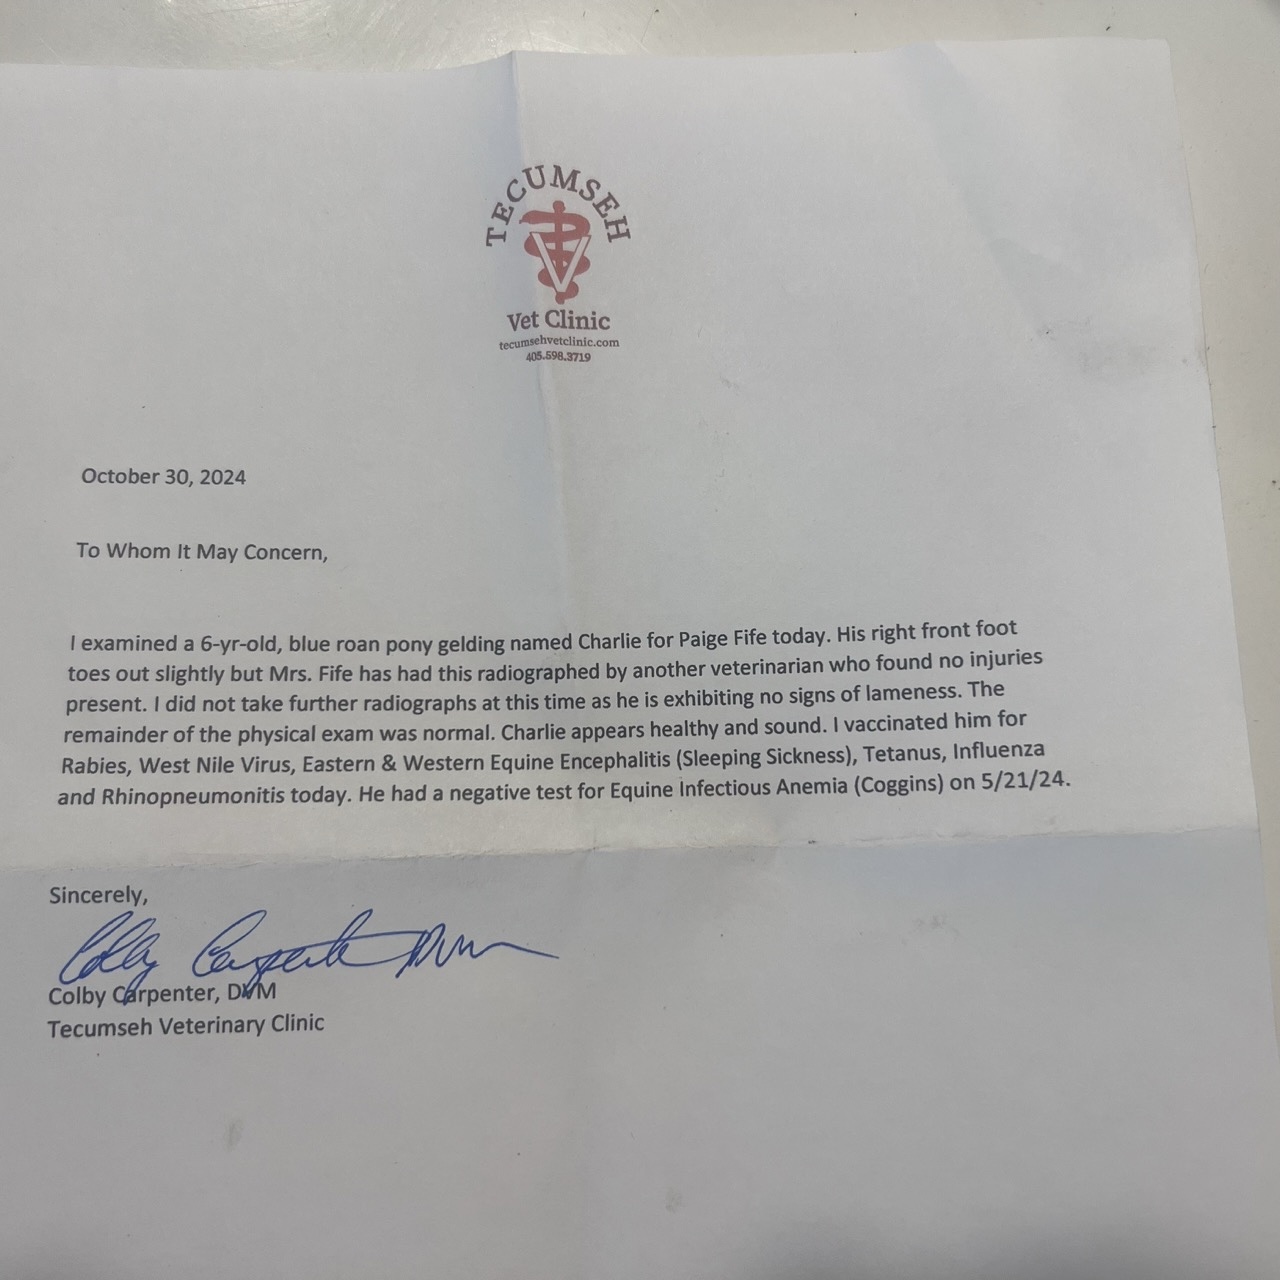 TECUMSEH
Vet Clinic
tecumsehvetclinic.com
405.598.3719
October 30, 2024
To Whom It May Concern,
I examined a 6-yr-old, blue roan pony gelding named Charlie for Paige Fife today. His right front foot
toes out slightly but Mrs. Fife has had this radiographed by another veterinarian who found no injuries
present. I did not take further radiographs at this time as he is exhibiting no signs of lameness. The
remainder of the physical exam was normal. Charlie appears healthy and sound. I vaccinated him for
Rabies, West Nile Virus, Eastern & Western Equine Encephalitis (Sleeping Sickness), Tetanus, Influenza
and Rhinopneumonitis today. He had a negative test for Equine Infectious Anemia (Coggins) on 5/21/24.
Sincerely,
Colby Carpenter DVM
Colby Carpenter, DVM
Tecumseh Veterinary Clinic